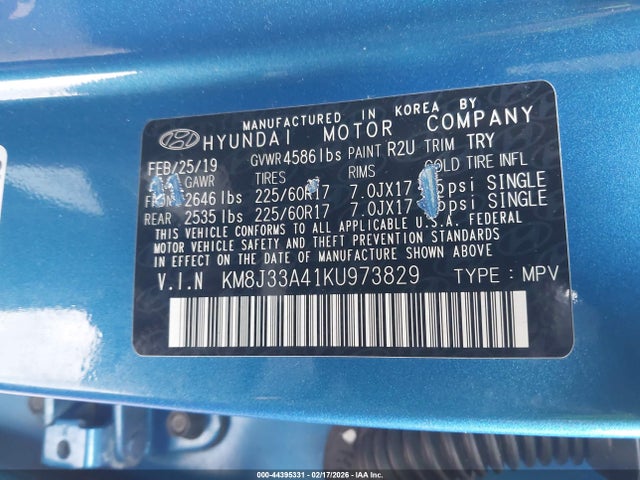 MANUFACTURED IN KOREA BY
HYUNDAI MOTOR COMPANY
FEB/25/19 GVWR 4586 lbs PAINT R2U TRIM TRY
GAWR TIRES RIMS COLD TIRE INFL
2646 lbs 225/60R17 7.0JX17 psi SINGLE
REAR 2535 lbs 225/60R17 7.0JX17 psi SINGLE
THIS VEHICLE CONFORMS TO ALL APPLICABLE U.S.A. FEDERAL
MOTOR VEHICLE SAFETY AND THEFT PREVENTION STANDARDS
IN EFFECT ON THE DATE OF MANUFACTURE SHOWN ABOVE.
V.I.N KM8J33A41KU973829 TYPE : MPV
000-44395331 - 02/17/2026 - IAA Inc.